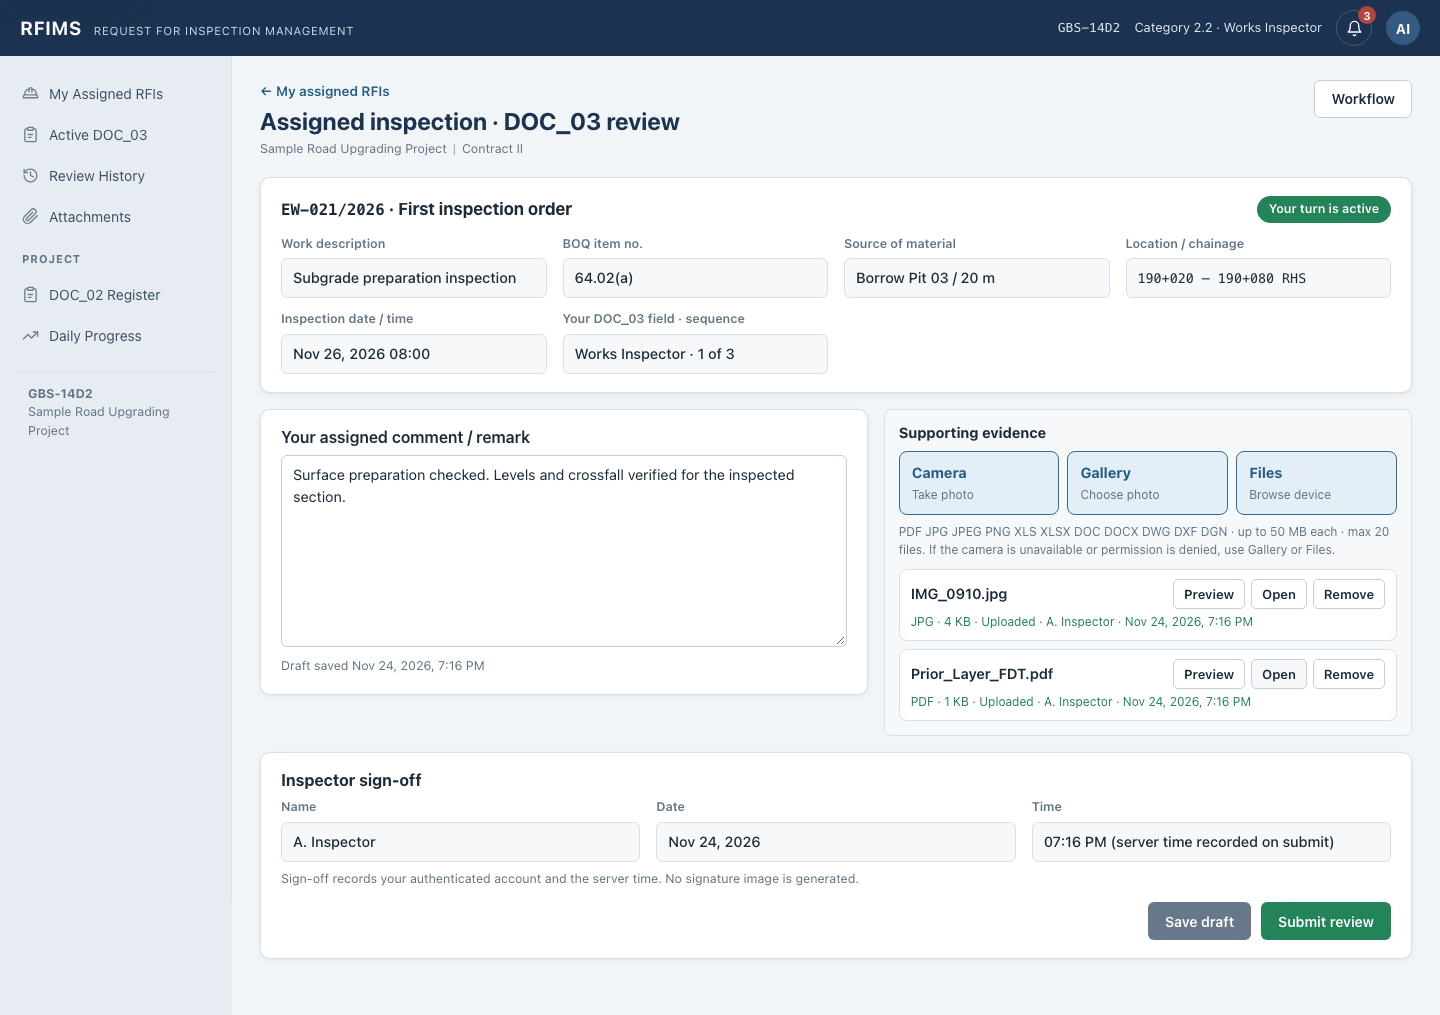 RFIMS REQUEST FOR INSPECTION MANAGEMENT
GBS-14D2 Category 2.2 · Works Inspector 3 AI
My Assigned RFIs
Active DOC_03
Review History
Attachments
PROJECT
DOC_02 Register
Daily Progress
GBS-14D2
Sample Road Upgrading
Project
← My assigned RFIs
Workflow
Assigned inspection · DOC_03 review
Sample Road Upgrading Project | Contract II
EW-021/2026 · First inspection order
Your turn is active
Work description BOQ item no. Source of material Location / chainage
Subgrade preparation inspection 64.02(a) Borrow Pit 03 / 20 m 190+020 – 190+080 RHS
Inspection date / time Your DOC_03 field · sequence
Nov 26, 2026 08:00 Works Inspector · 1 of 3
Your assigned comment / remark
Surface preparation checked. Levels and crossfall verified for the inspected
section.
Draft saved Nov 24, 2026, 7:16 PM
Supporting evidence
Camera Gallery Files
Take photo Choose photo Browse device
PDF JPG JPEG PNG XLS XLSX DOC DOCX DWG DXF DGN · up to 50 MB each · max 20
files. If the camera is unavailable or permission is denied, use Gallery or Files.
IMG_0910.jpg Preview Open Remove
JPG · 4 KB · Uploaded · A. Inspector · Nov 24, 2026, 7:16 PM
Prior_Layer_FDT.pdf Preview Open Remove
PDF · 1 KB · Uploaded · A. Inspector · Nov 24, 2026, 7:16 PM
Inspector sign-off
Name Date Time
A. Inspector Nov 24, 2026 07:16 PM (server time recorded on submit)
Sign-off records your authenticated account and the server time. No signature image is generated.
Save draft Submit review